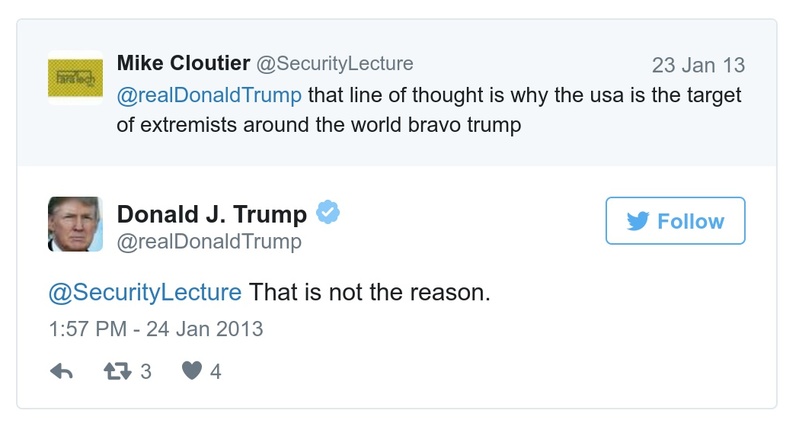 Mike Cloutier @SecurityLecture 23 Jan 13
@realDonaldTrump that line of thought is why the usa is the target
of extremists around the world bravo trump
Donald J. Trump
@realDonaldTrump
Follow
@SecurityLecture That is not the reason.
1:57 PM - 24 Jan 2013
3 4